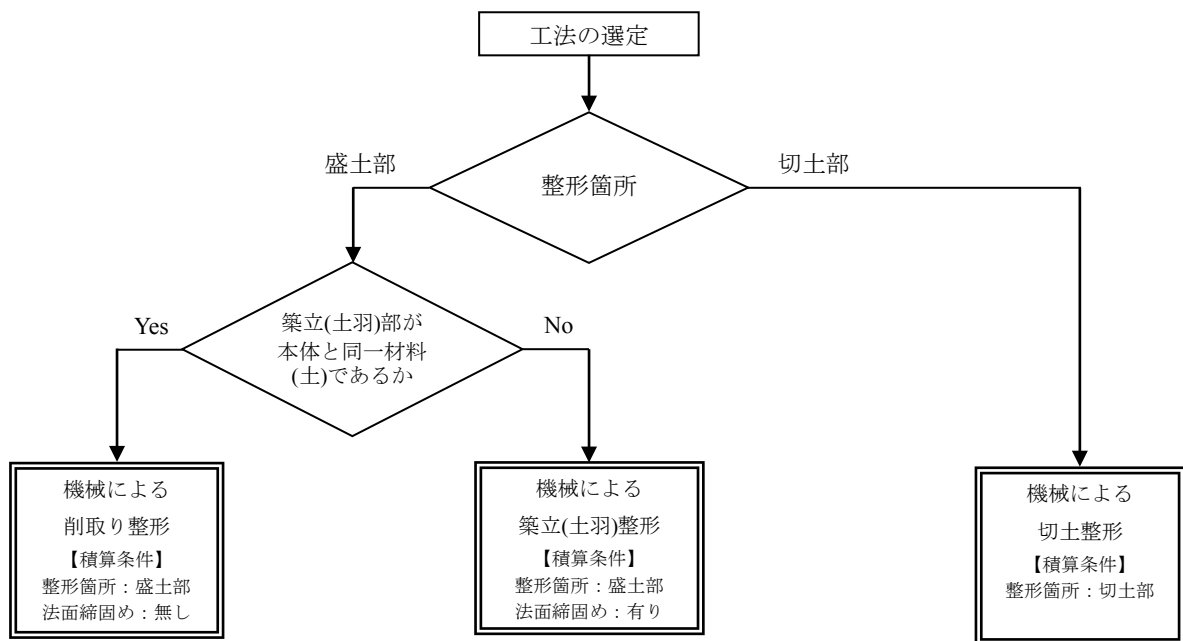 工法の選定
盛土部
切土部
整形箇所
Yes
No
築立(土羽)部が
本体と同一材料
(土)であるか
機械による
削取り整形
【積算条件】
整形箇所：盛土部
法面締固め：無し
機械による
築立(土羽)整形
【積算条件】
整形箇所：盛土部
法面締固め：有り
機械による
切土整形
【積算条件】
整形箇所：切土部